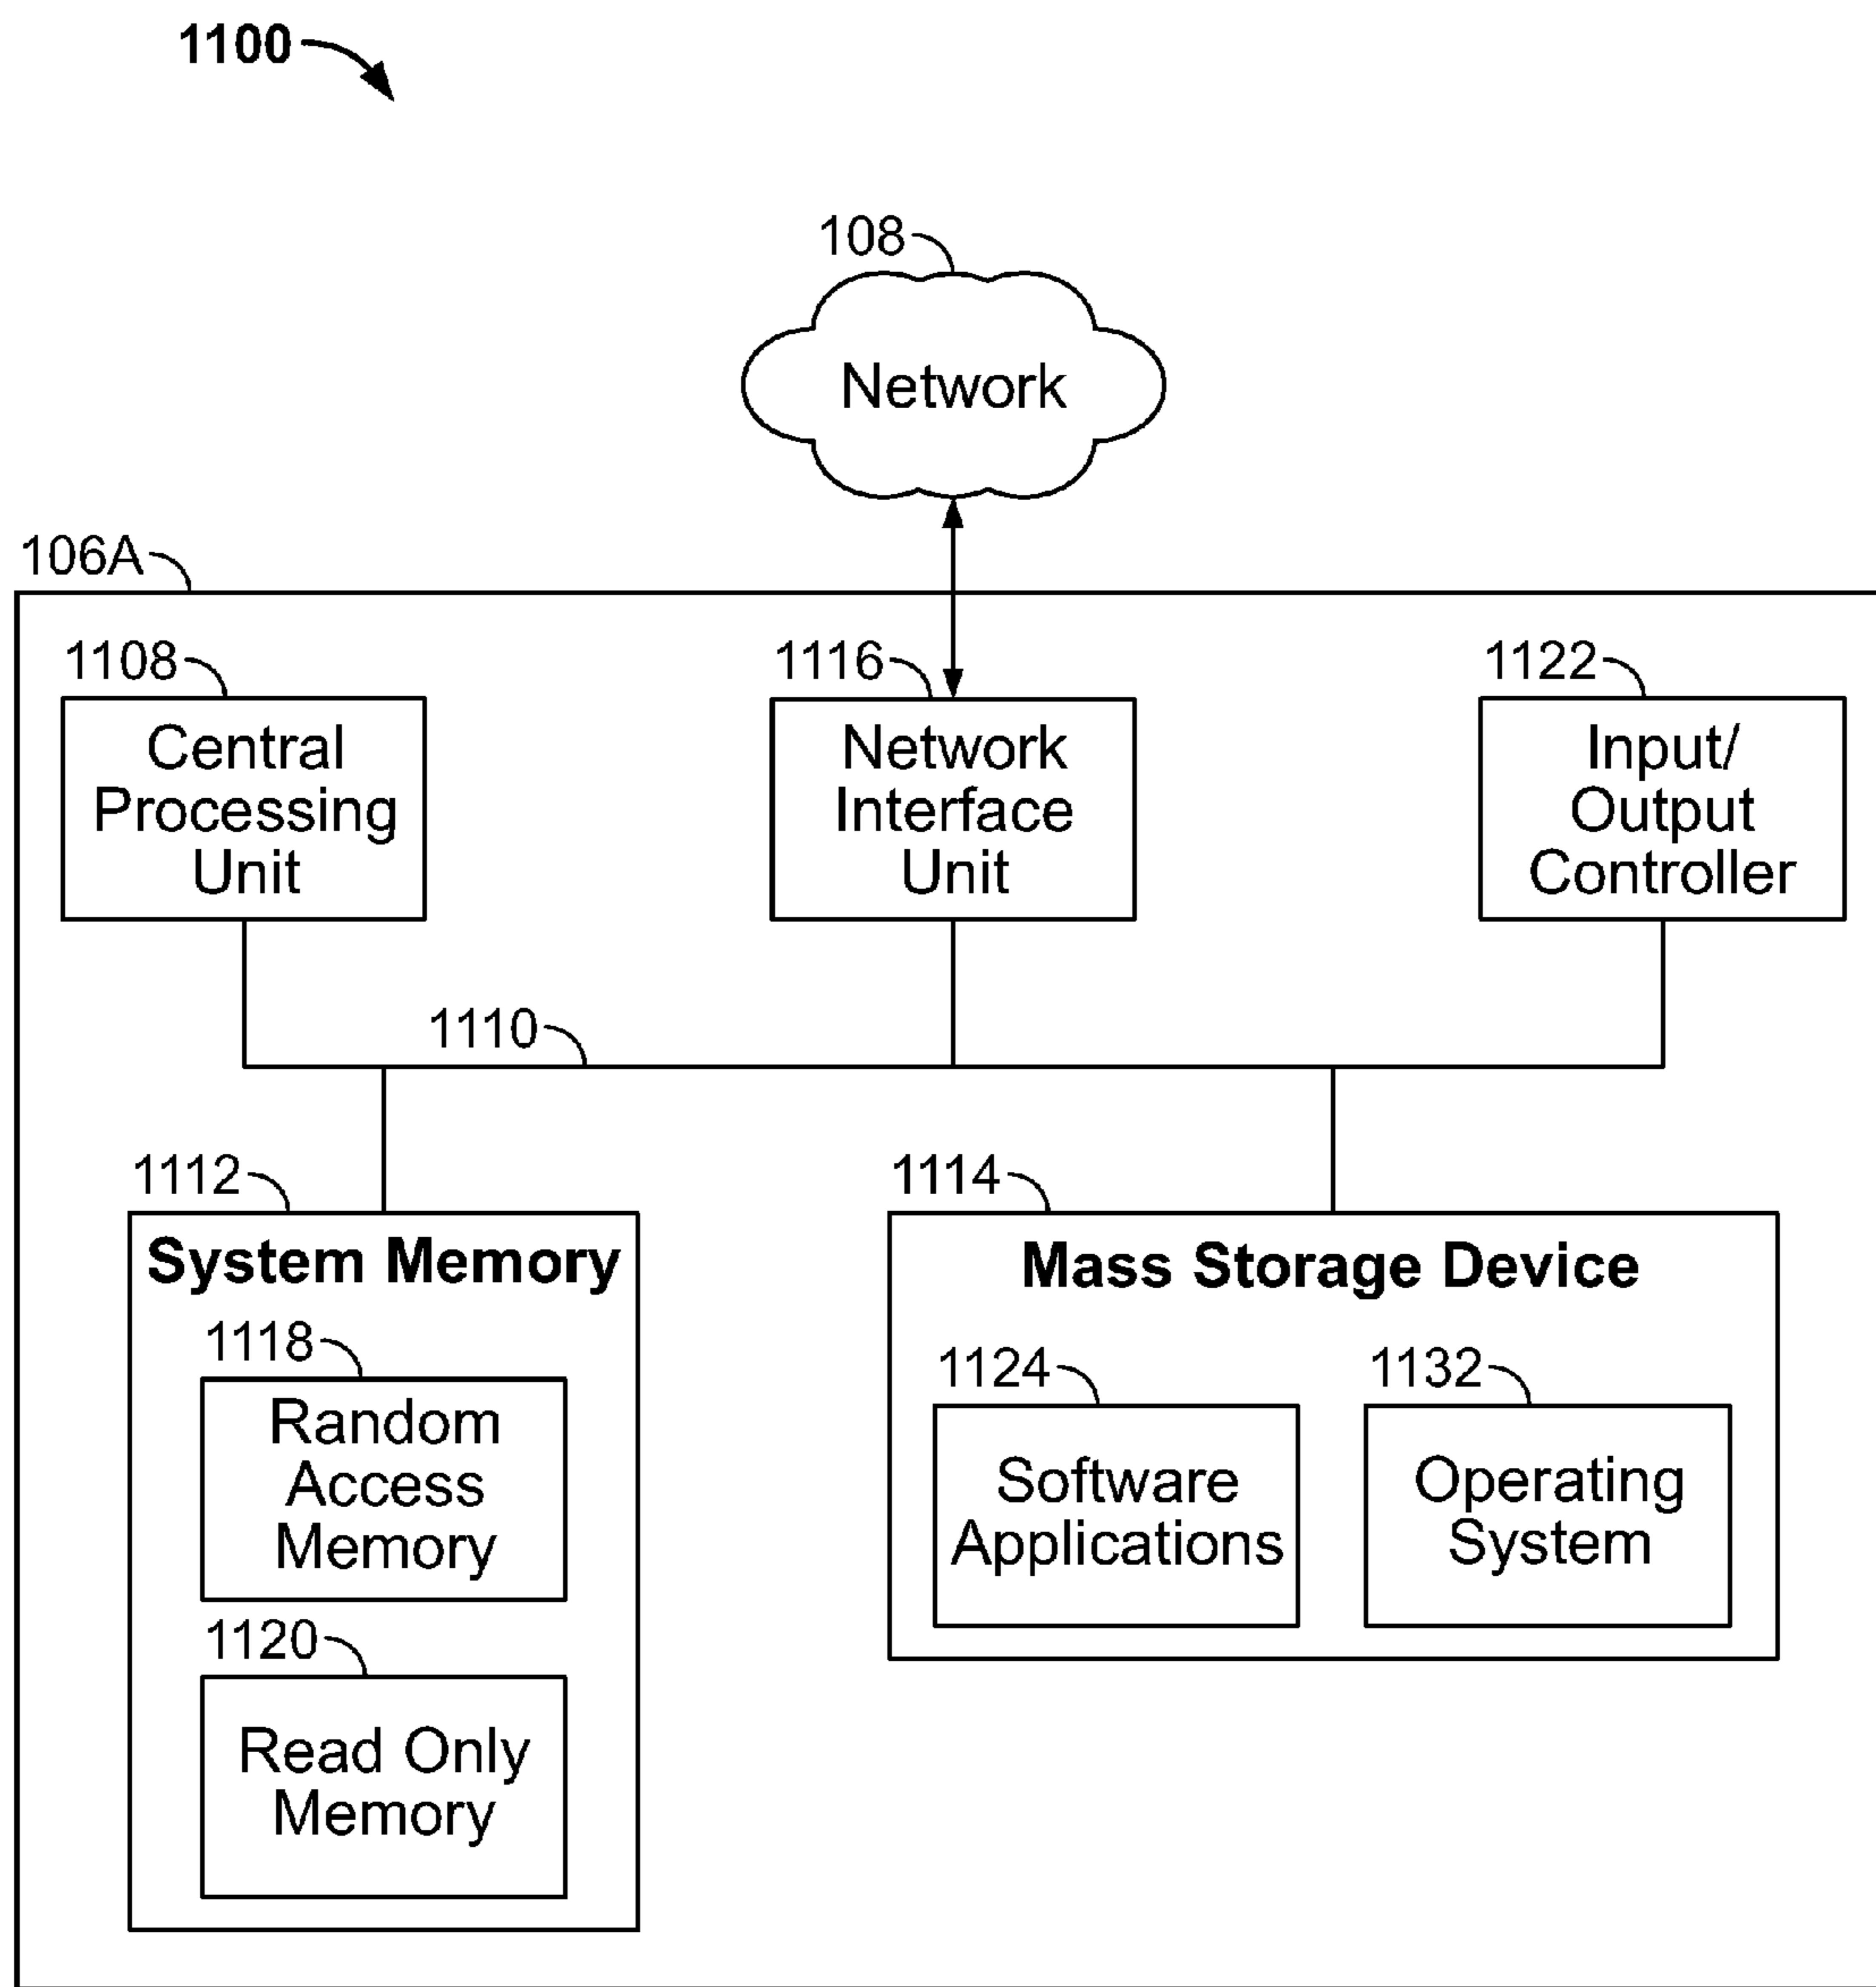 1100
108
Network
106A
1108
Central
Processing
Unit
1116
Network
Interface
Unit
1122
Input/
Output
Controller
1110
1112
System Memory
1118
Random
Access
Memory
1120
Read Only
Memory
1114
Mass Storage Device
1124
Software
Applications
1132
Operating
System